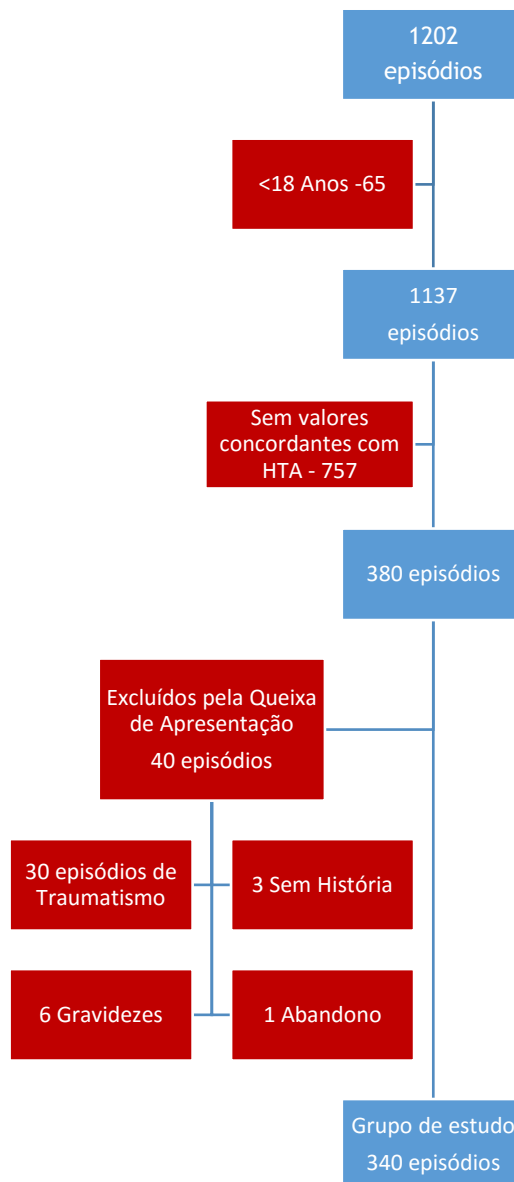 1202
episódios
<18 Anos -65
1137
episódios
Sem valores
concordantes com
HTA - 757
380 episódios
Excluídos pela Queixa
de Apresentação
40 episódios
30 episódios de
Traumatismo
3 Sem História
6 Gravidezes
1 Abandono
Grupo de estudo
340 episódios